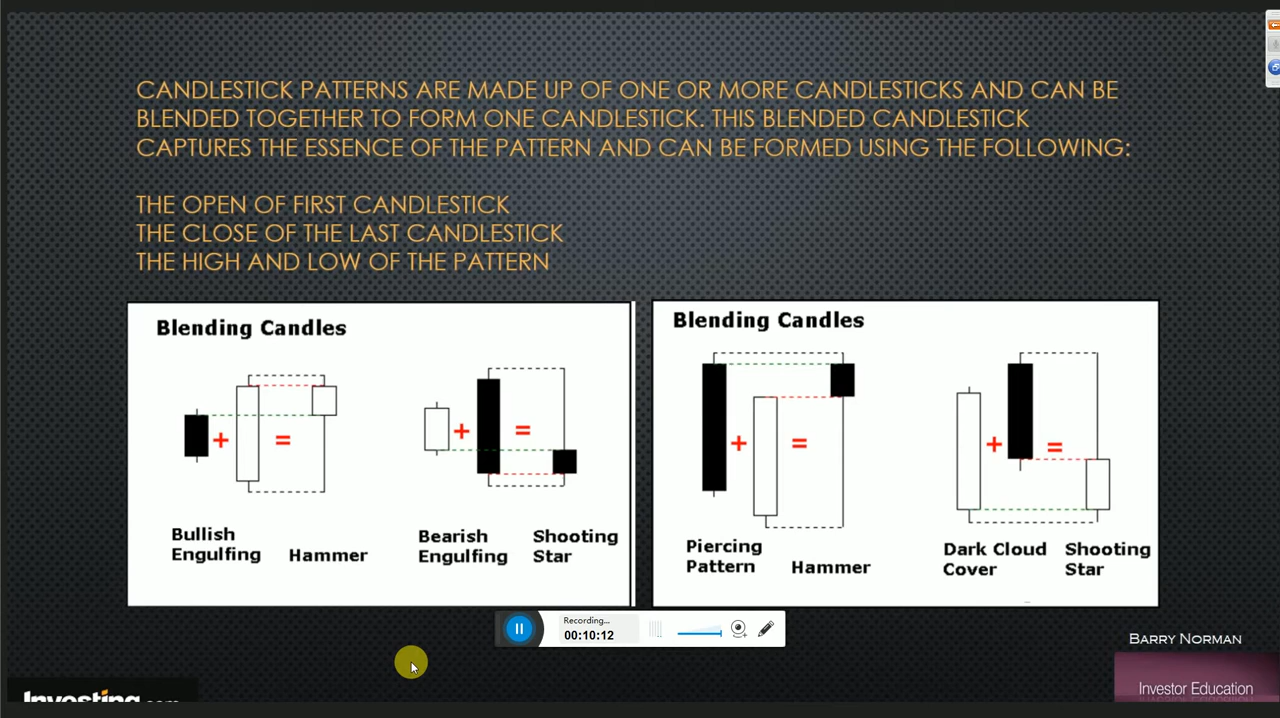 CANDLESTICK PATTERNS ARE MADE UP OF ONE OR MORE CANDLESTICKS AND CAN BE
BLENDED TOGETHER TO FORM ONE CANDLESTICK. THIS BLENDED CANDLESTICK
CAPTURES THE ESSENCE OF THE PATTERN AND CAN BE FORMED USING THE FOLLOWING:
THE OPEN OF FIRST CANDLESTICK
THE CLOSE OF THE LAST CANDLESTICK
THE HIGH AND LOW OF THE PATTERN
Blending Candles
+ =
+ =
Bullish
Engulfing
Hammer
Bearish
Engulfing
Shooting
Star
Blending Candles
+ =
+ =
Piercing
Pattern
Hammer
Dark Cloud
Cover
Shooting
Star
Recording...
00:10:12
BARRY NORMAN
Investing.com
Investor Education